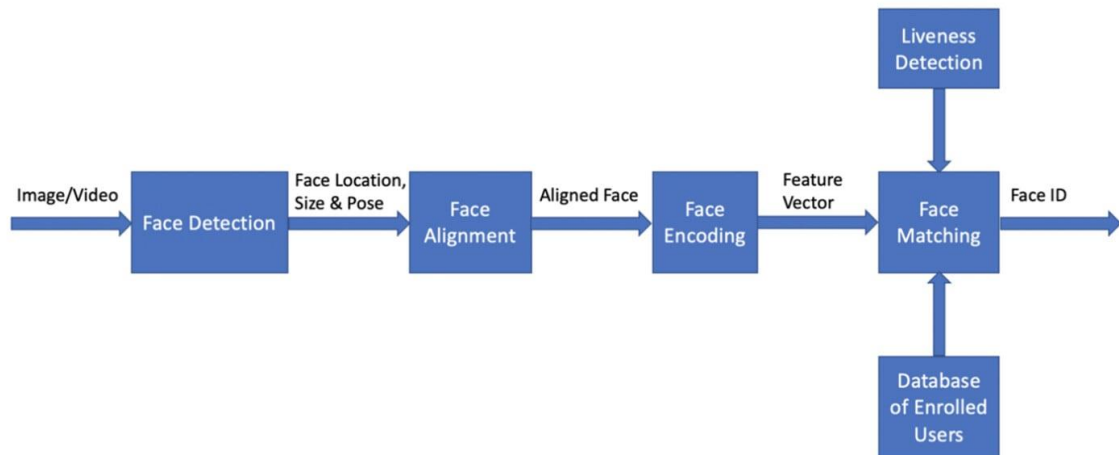 Liveness
Detection
Image/Video
Face Detection
Face Location,
Size & Pose
Face
Alignment
Aligned Face
Face
Encoding
Feature
Vector
Face
Matching
Face ID
Database
of Enrolled
Users